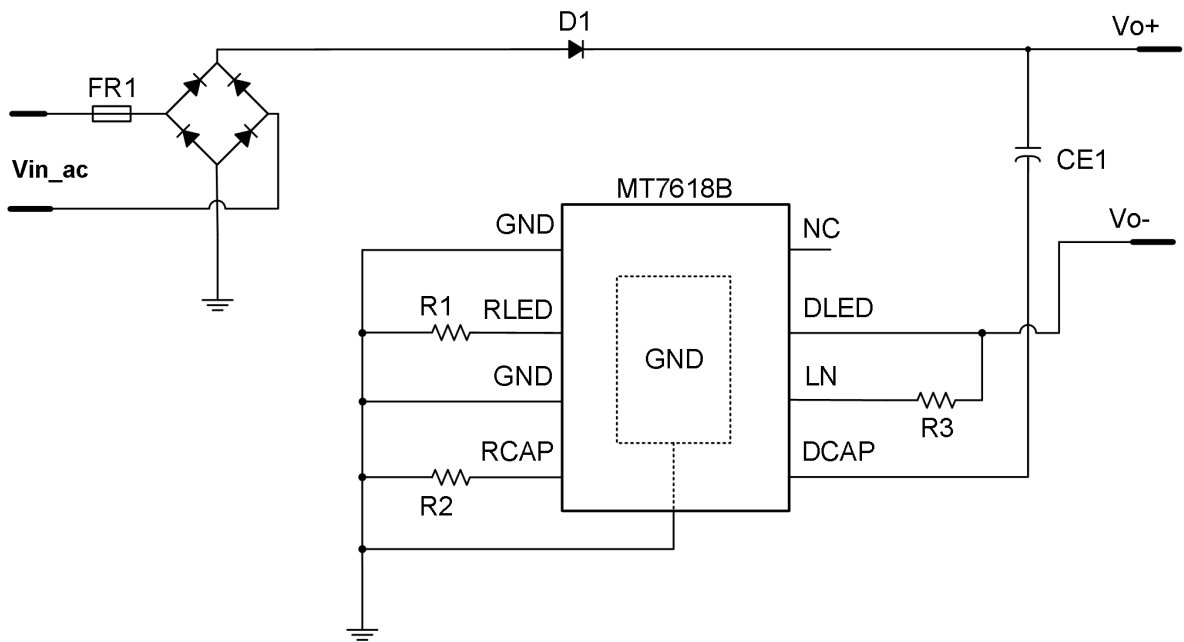 D1
Vo+
FR1
Vin_ac
CE1
MT7618B
GND
NC
Vo-
R1
RLED
DLED
GND
GND
LN
R3
RCAP
DCAP
R2